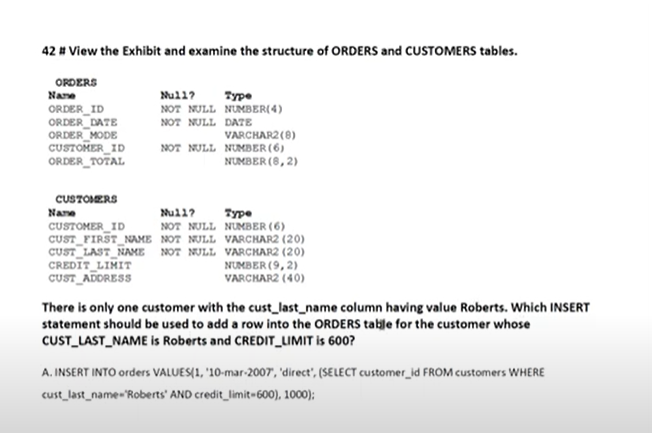 42 # View the Exhibit and examine the structure of ORDERS and CUSTOMERS tables.
ORDERS
Name Null? Type
ORDER_ID NOT NULL NUMBER(4)
ORDER_DATE NOT NULL DATE
ORDER_MODE VARCHAR2(8)
CUSTOMER_ID NOT NULL NUMBER(6)
ORDER_TOTAL NUMBER(8,2)
CUSTOMERS
Name Null? Type
CUSTOMER_ID NOT NULL NUMBER(6)
CUST_FIRST_NAME NOT NULL VARCHAR2(20)
CUST_LAST_NAME NOT NULL VARCHAR2(20)
CREDIT_LIMIT NUMBER(9,2)
CUST_ADDRESS VARCHAR2(40)
There is only one customer with the cust_last_name column having value Roberts. Which INSERT
statement should be used to add a row into the ORDERS table for the customer whose
CUST_LAST_NAME is Roberts and CREDIT_LIMIT is 600?
A. INSERT INTO orders VALUES(1, '10-mar-2007', 'direct', (SELECT customer_id FROM customers WHERE
cust_last_name='Roberts' AND credit_limit=600), 1000);